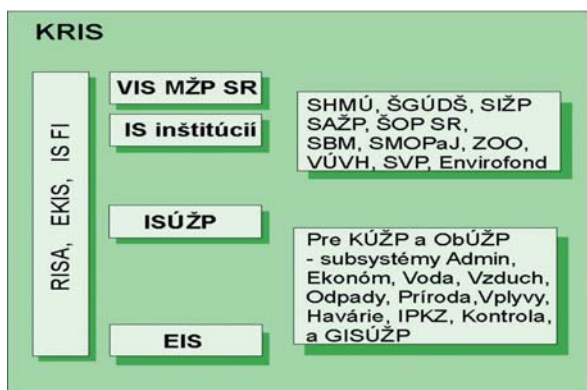 KRIS
RISA, EKIS, IS FI
VIS MŽP SR
IS inštitúcií
SHMÚ, ŠGÚDŠ, SIŽP
SAŽP, ŠOP SR,
SBM, SMOPaJ, ZOO,
VÚVH, SVP, Envirofond
ISÚŽP
Pre KÚŽP a ObÚŽP
- subsystémy Admin,
Ekonóm, Voda, Vzduch,
Odpady, Príroda,Vplyvy,
Havárie, IPKZ, Kontrola,
a GISÚŽP
EIS